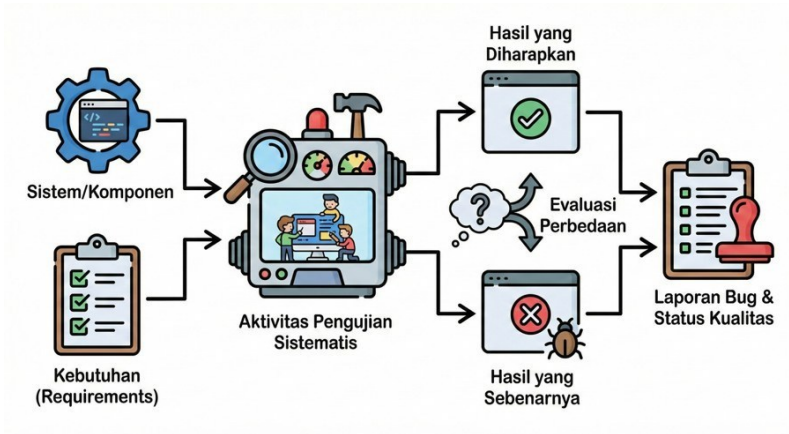 Sistem/Komponen
Kebutuhan
(Requirements)
Aktivitas Pengujian
Sistematis
Hasil yang
Diharapkan
?
Evaluasi
Perbedaan
Hasil yang
Sebenarnya
Laporan Bug &
Status Kualitas